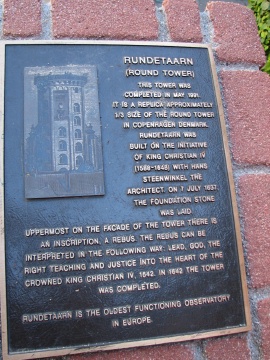 RUNDETAARN
(ROUND TOWER)
THIS TOWER WAS
COMPLETED IN MAY 1991.
IT IS A REPLICA APPROXIMATELY
1/3 SIZE OF THE ROUND TOWER
IN COPENHAGEN DENMARK.
RUNDETAARN WAS
BUILT ON THE INITIATIVE
OF KING CHRISTIAN IV
(1588-1648) WITH HANS
STEENWINKEL THE
ARCHITECT. ON 7 JULY 1637,
THE FOUNDATION STONE
WAS LAID.
UPPERMOST ON THE FACADE OF THE TOWER THERE IS
AN INSCRIPTION, A REBUS. THE REBUS CAN BE
INTERPRETED IN THE FOLLOWING WAY: LEAD, GOD, THE
RIGHT TEACHING AND JUSTICE INTO THE HEART OF THE
CROWNED KING CHRISTIAN IV, 1642. IN 1642 THE TOWER
WAS COMPLETED.
RUNDETAARN IS THE OLDEST FUNCTIONING OBSERVATORY
IN EUROPE.